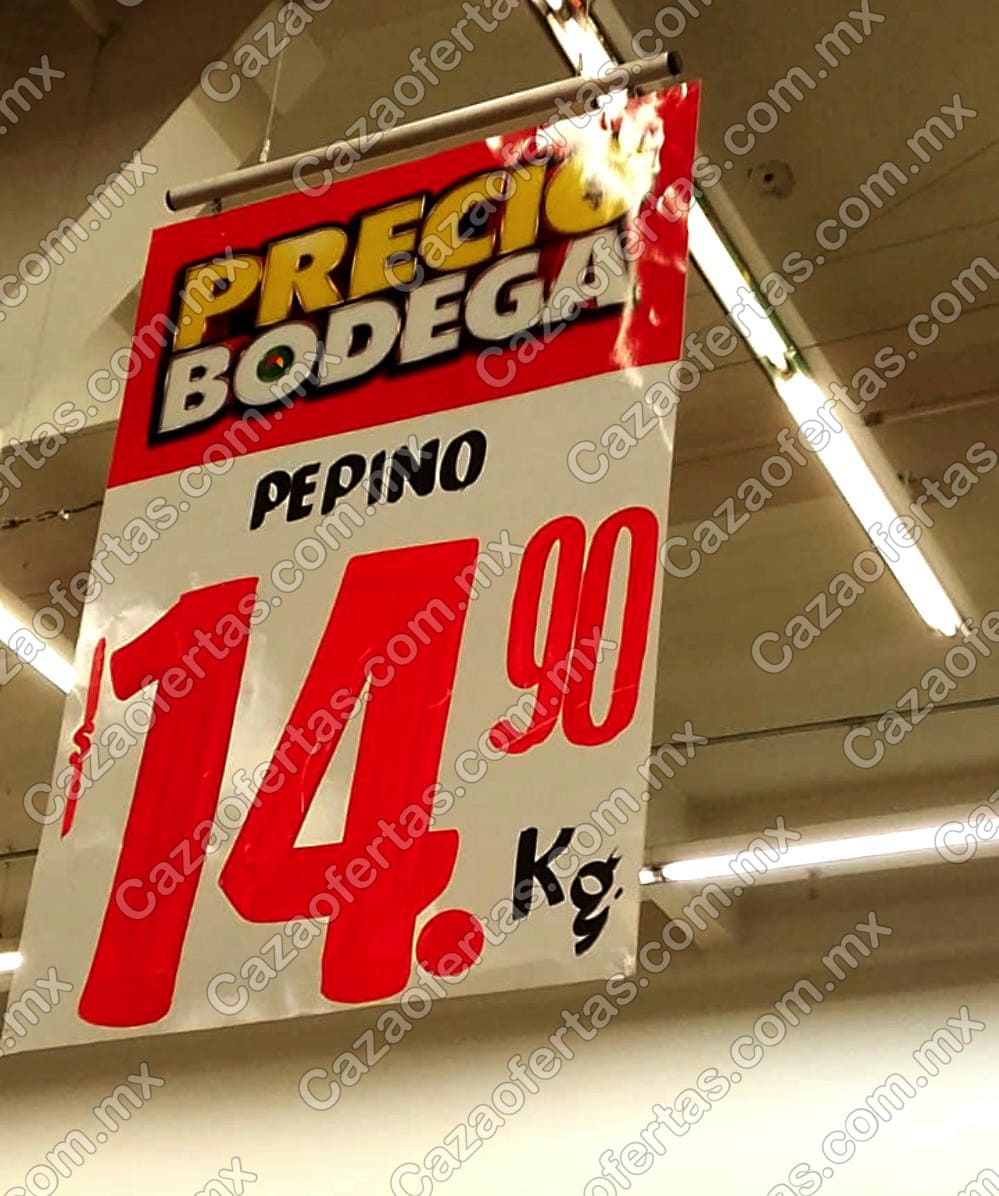 PRECIO
BODEGA
PEPINO
$14.90
Kg.
Cazaofertas.com.mx